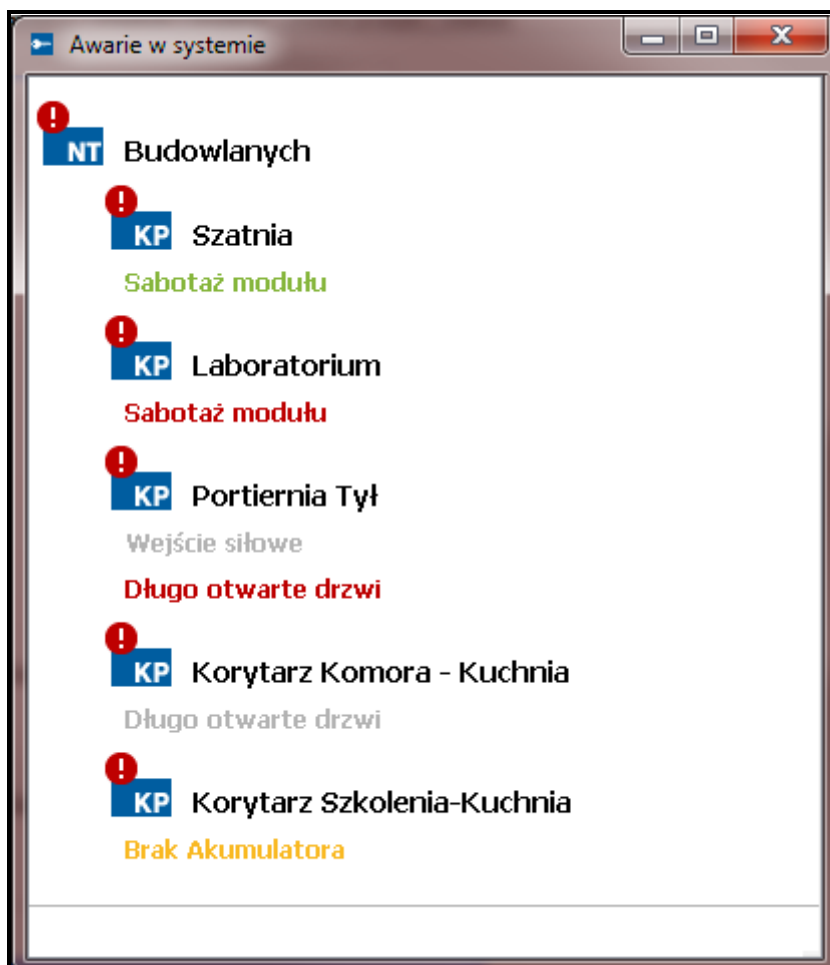 Awarie w systemie
NT Budowlanych
KP Szatnia
Sabotaż modułu
KP Laboratorium
Sabotaż modułu
KP Portiernia Tył
Wejście siłowe
Długo otwarte drzwi
KP Korytarz Komora - Kuchnia
Długo otwarte drzwi
KP Korytarz Szkolenia-Kuchnia
Brak Akumulatora